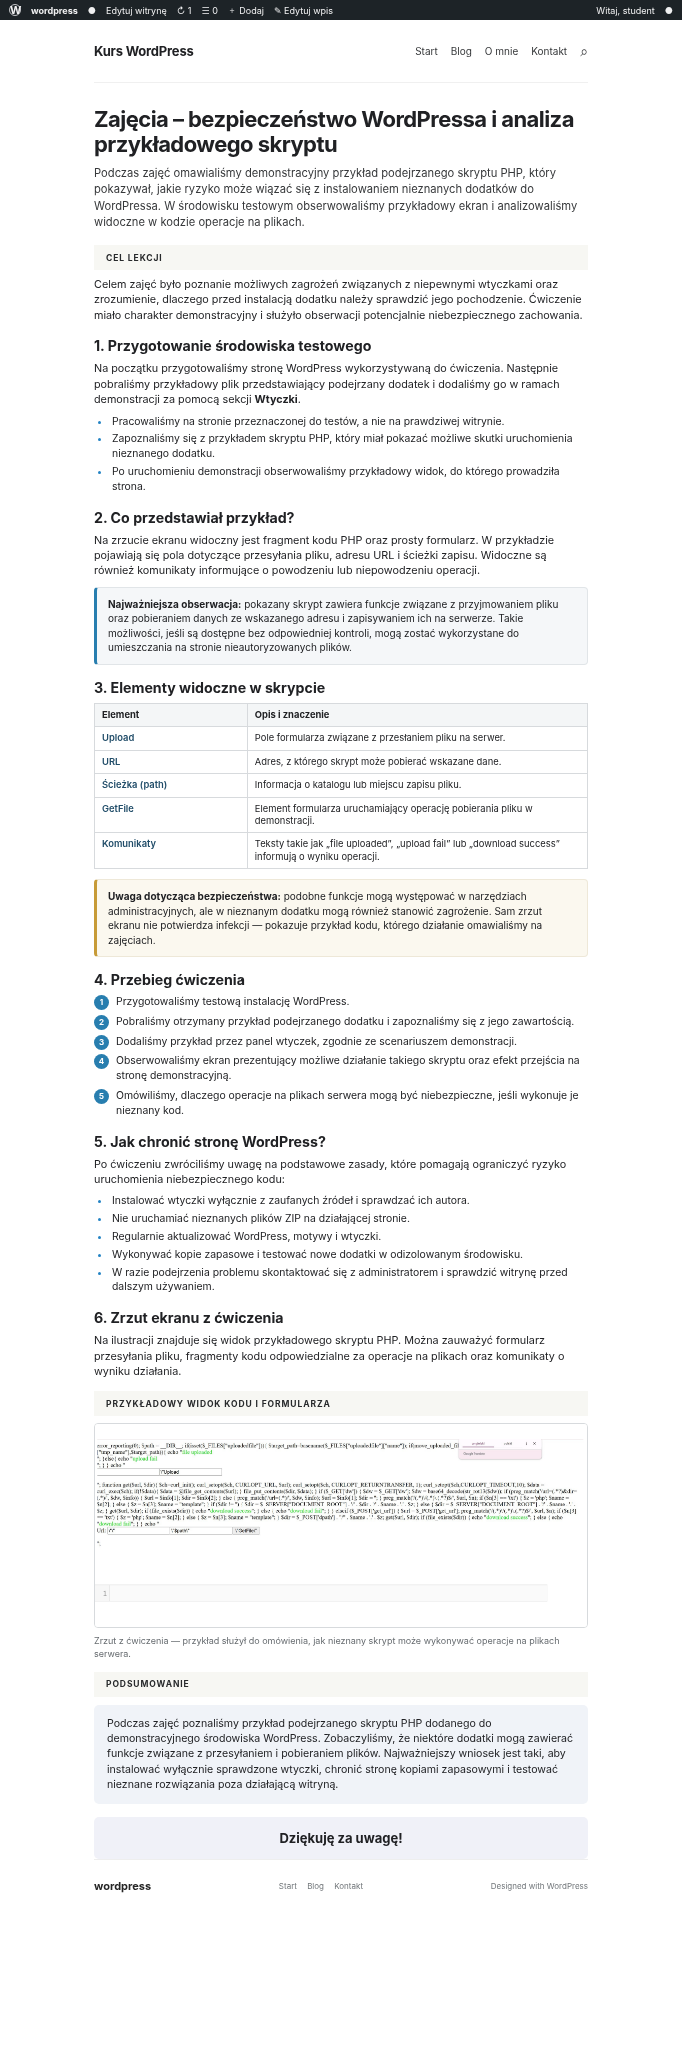 wordpress Edytuj witrynę 1 0 + Dodaj Edytuj wpis Witaj, student
Kurs WordPress
Start Blog O mnie Kontakt
Zajęcia – bezpieczeństwo WordPressa i analiza
przykładowego skryptu
Podczas zajęć omawialiśmy demonstracyjny przykład podejrzanego skryptu PHP, który
pokazywał, jakie ryzyko może wiązać się z instalowaniem nieznanych dodatków do
WordPressa. W środowisku testowym obserwowaliśmy przykładowy ekran i analizowaliśmy
widoczne w kodzie operacje na plikach.
CEL LEKCJI
Celem zajęć było poznanie możliwych zagrożeń związanych z niepewnymi wtyczkami oraz
zrozumienie, dlaczego przed instalacją dodatku należy sprawdzić jego pochodzenie. Ćwiczenie
miało charakter demonstracyjny i służyło obserwacji potencjalnie niebezpiecznego zachowania.
1. Przygotowanie środowiska testowego
Na początku przygotowaliśmy stronę WordPress wykorzystywaną do ćwiczenia. Następnie
pobraliśmy przykładowy plik przedstawiający podejrzany dodatek i dodaliśmy go w ramach
demonstracji za pomocą sekcji Wtyczki.
• Pracowaliśmy na stronie przeznaczonej do testów, a nie na prawdziwej witrynie.
• Zapoznaliśmy się z przykładem skryptu PHP, który miał pokazać możliwe skutki uruchomienia
nieznanego dodatku.
• Po uruchomieniu demonstracji obserwowaliśmy przykładowy widok, do którego prowadziła
strona.
2. Co przedstawiał przykład?
Na zrzucie ekranu widoczny jest fragment kodu PHP oraz prosty formularz. W przykładzie
pojawiają się pola dotyczące przesyłania pliku, adresu URL i ścieżki zapisu. Widoczne są
również komunikaty informujące o powodzeniu lub niepowodzeniu operacji.
Najważniejsza obserwacja: pokazany skrypt zawiera funkcje związane z przyjmowaniem pliku
oraz pobieraniem danych ze wskazanego adresu i zapisywaniem ich na serwerze. Takie
możliwości, jeśli są dostępne bez odpowiedniej kontroli, mogą zostać wykorzystane do
umieszczania na stronie nieautoryzowanych plików.
3. Elementy widoczne w skrypcie
Element Opis i znaczenie
Upload Pole formularza związane z przesłaniem pliku na serwer.
URL Adres, z którego skrypt może pobierać wskazane dane.
Ścieżka (path) Informacja o katalogu lub miejscu zapisu pliku.
GetFile Element formularza uruchamiający operację pobierania pliku w
demonstracji.
Komunikaty Teksty takie jak „file uploaded”, „upload fail” lub „download success”
informują o wyniku operacji.
Uwaga dotycząca bezpieczeństwa: podobne funkcje mogą występować w narzędziach
administracyjnych, ale w nieznanym dodatku mogą również stanowić zagrożenie. Sam zrzut
ekranu nie potwierdza infekcji — pokazuje przykład kodu, którego działanie omawialiśmy na
zajęciach.
4. Przebieg ćwiczenia
1 Przygotowaliśmy testową instalację WordPress.
2 Pobraliśmy otrzymany przykład podejrzanego dodatku i zapoznaliśmy się z jego zawartością.
3 Dodaliśmy przykład przez panel wtyczek, zgodnie ze scenariuszem demonstracji.
4 Obserwowaliśmy ekran prezentujący możliwe działanie takiego skryptu oraz efekt przejścia na
stronę demonstracyjną.
5 Omówiliśmy, dlaczego operacje na plikach serwera mogą być niebezpieczne, jeśli wykonuje je
nieznany kod.
5. Jak chronić stronę WordPress?
Po ćwiczeniu zwróciliśmy uwagę na podstawowe zasady, które pomagają ograniczyć ryzyko
uruchomienia niebezpiecznego kodu:
• Instalować wtyczki wyłącznie z zaufanych źródeł i sprawdzać ich autora.
• Nie uruchamiać nieznanych plików ZIP na działającej stronie.
• Regularnie aktualizować WordPress, motywy i wtyczki.
• Wykonywać kopie zapasowe i testować nowe dodatki w odizolowanym środowisku.
• W razie podejrzenia problemu skontaktować się z administratorem i sprawdzić witrynę przed
dalszym używaniem.
6. Zrzut ekranu z ćwiczenia
Na ilustracji znajduje się widok przykładowego skryptu PHP. Można zauważyć formularz
przesyłania pliku, fragmenty kodu odpowiedzialne za operacje na plikach oraz komunikaty o
wyniku działania.
PRZYKŁADOWY WIDOK KODU I FORMULARZA
file uploaded
upload fail
Upload
download success
download fail
1
Zrzut z ćwiczenia — przykład służył do omówienia, jak nieznany skrypt może wykonywać operacje na plikach
serwera.
PODSUMOWANIE
Podczas zajęć poznaliśmy przykład podejrzanego skryptu PHP dodanego do
demonstracyjnego środowiska WordPress. Zobaczyliśmy, że niektóre dodatki mogą zawierać
funkcje związane z przesyłaniem i pobieraniem plików. Najważniejszy wniosek jest taki, aby
instalować wyłącznie sprawdzone wtyczki, chronić stronę kopiami zapasowymi i testować
nieznane rozwiązania poza działającą witryną.
Dziękuję za uwagę!
wordpress Start Blog Kontakt Designed with WordPress